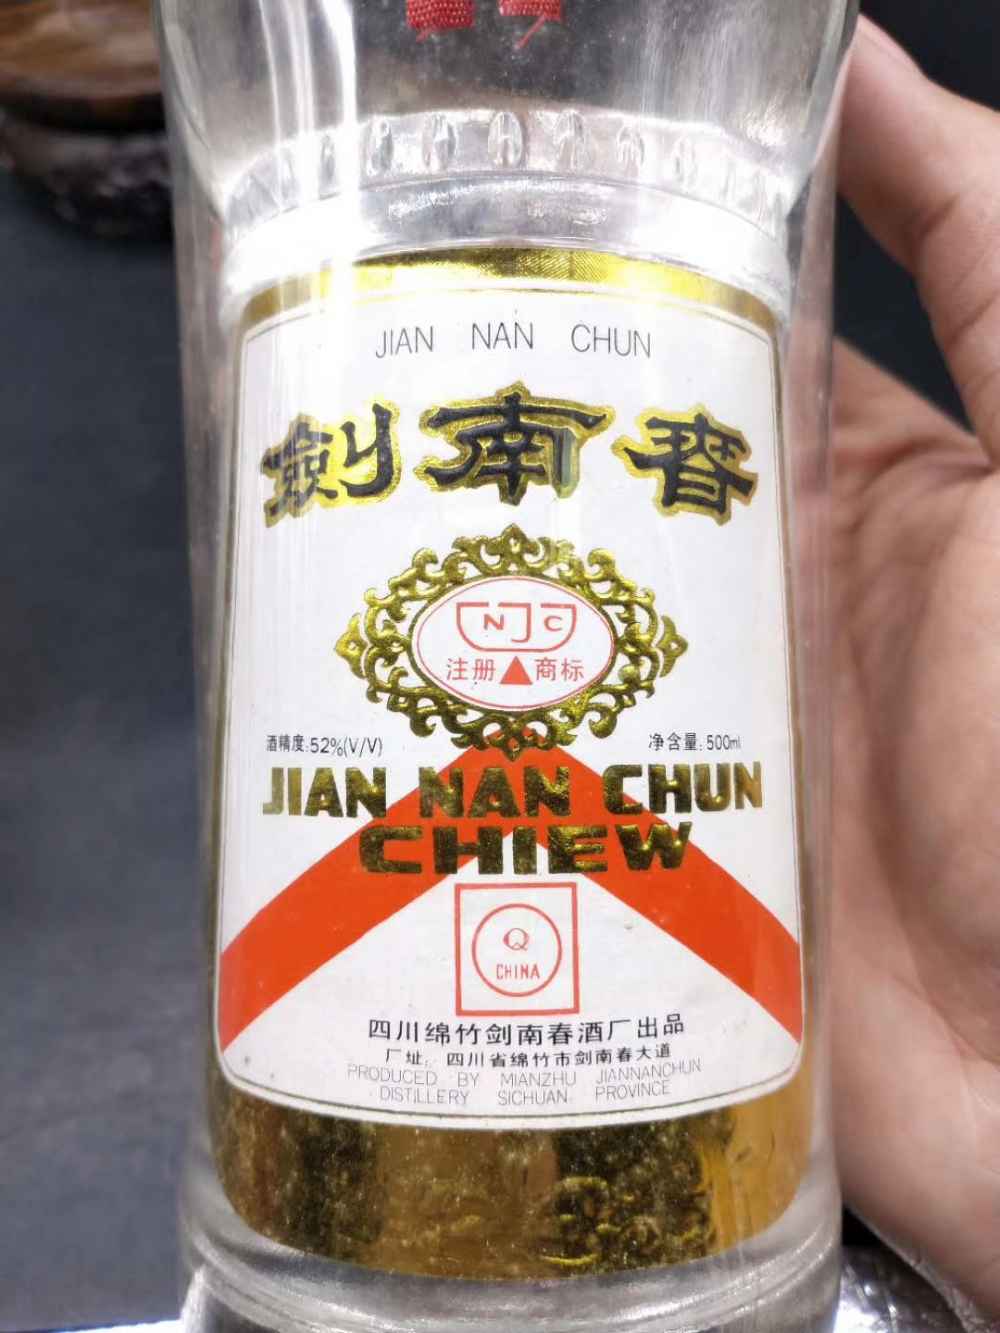 JIAN NAN CHUN
劍南春
NJC
注册 商标
酒精度:52%(V/V) 净含量:500ml
JIAN NAN CHUN
CHIEW
Q
CHINA
四川绵竹剑南春酒厂出品
厂址:四川省绵竹市剑南春大道
PRODUCED BY MIANZHU JIANNANCHUN
DISTILLERY SICHUAN PROVINCE